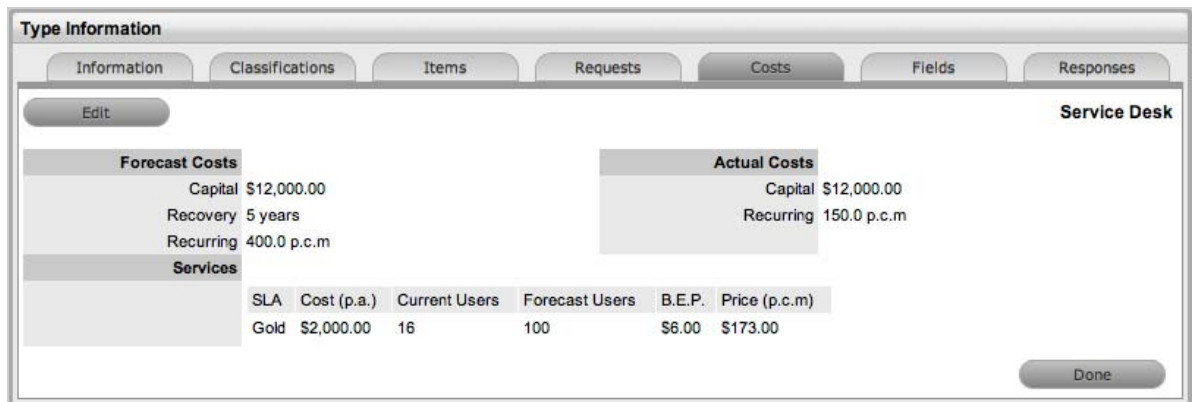 Type Information
Information Classifications Items Requests Costs Fields Responses
Edit Service Desk
Forecast Costs Actual Costs
Capital $12,000.00 Capital $12,000.00
Recovery 5 years Recurring 150.0 p.c.m
Recurring 400.0 p.c.m
Services
SLA Cost (p.a.) Current Users Forecast Users B.E.P. Price (p.c.m)
Gold $2,000.00 16 100 $6.00 $173.00
Done